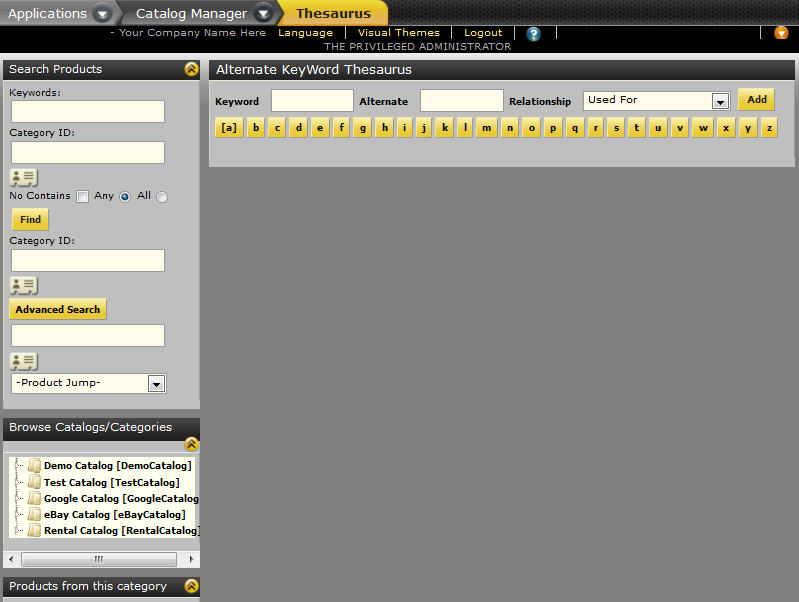 Applications Catalog Manager Thesaurus
- Your Company Name Here Language Visual Themes Logout ?
THE PRIVILEGED ADMINISTRATOR
Search Products
Keywords:
Category ID:
No Contains Any All
Find
Category ID:
Advanced Search
-Product Jump-
Browse Catalogs/Categories
Demo Catalog [DemoCatalog]
Test Catalog [TestCatalog]
Google Catalog [GoogleCatalog
eBay Catalog [eBayCatalog]
Rental Catalog [RentalCatalog]
Products from this category
Alternate KeyWord Thesaurus
Keyword Alternate Relationship Used For Add
[a] b c d e f g h i j k l m n o p q r s t u v w x y z